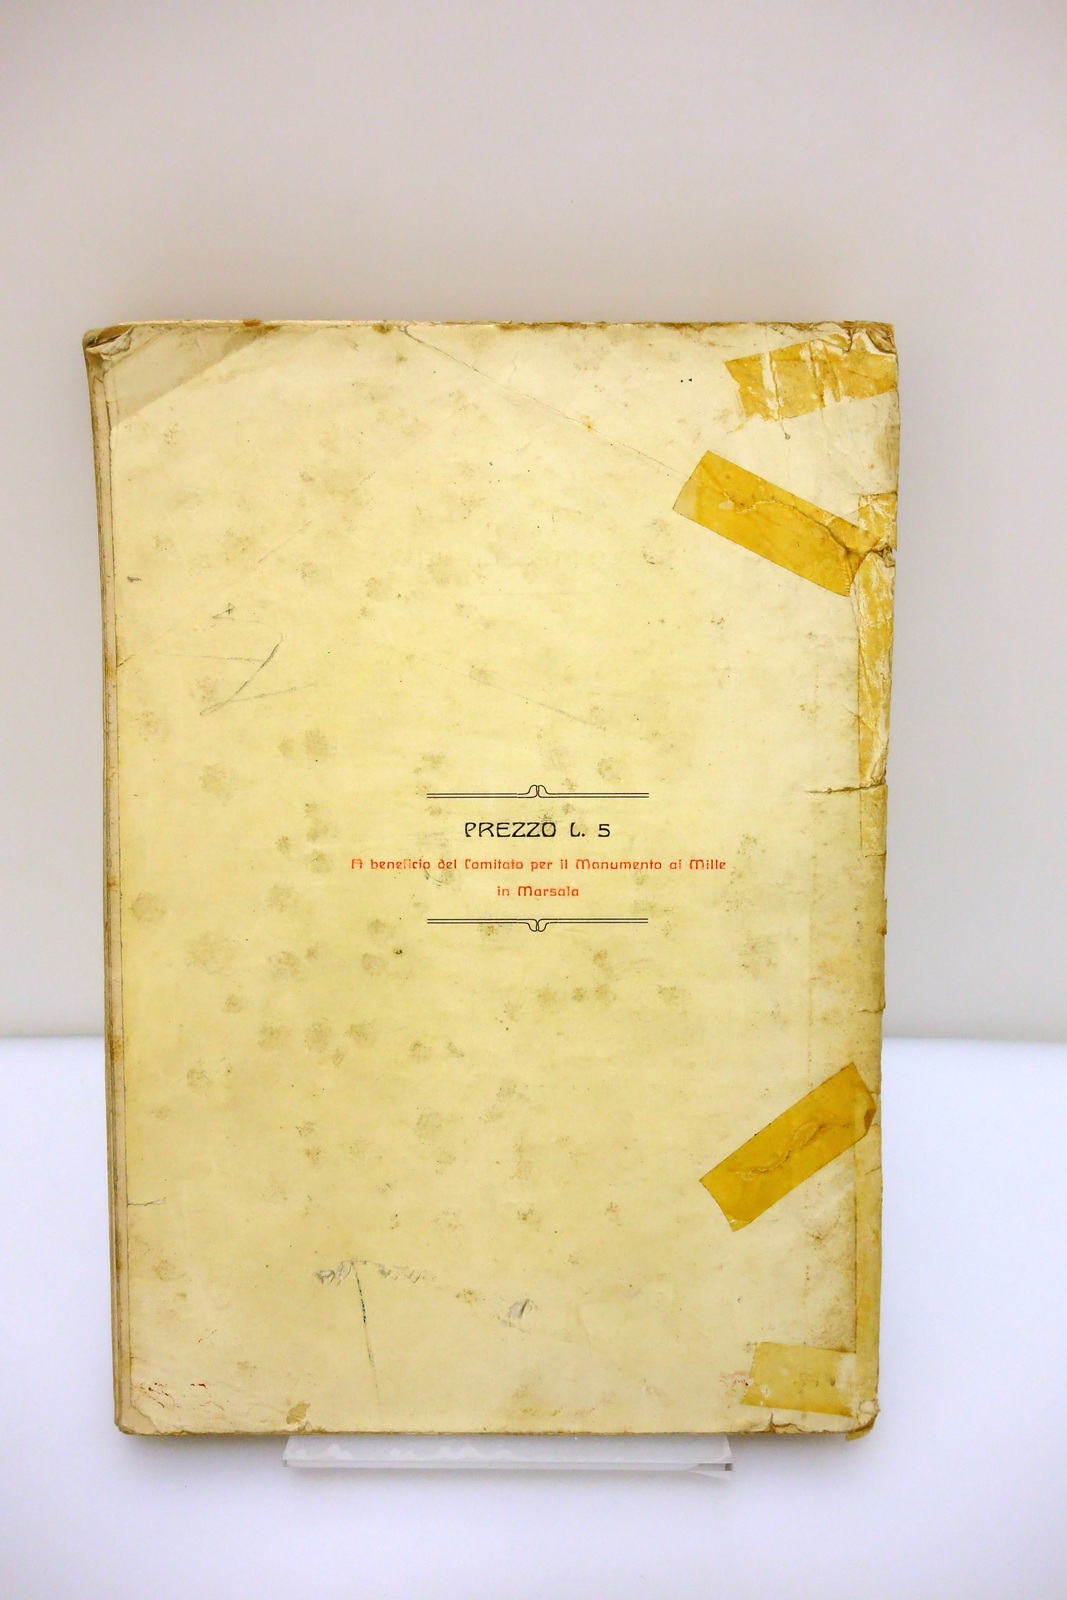 PREZZO L. 5
A beneficio del Comitato per il Monumento ai Mille
in Marsala